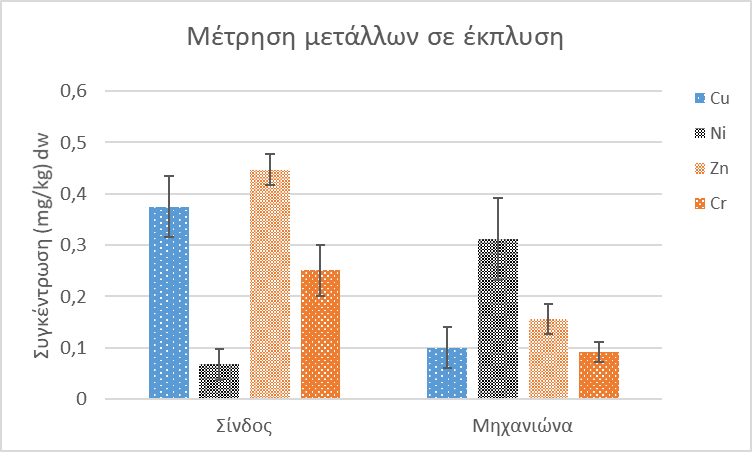 Μέτρηση μετάλλων σε έκπλυση
Συγκέντρωση (mg/kg) dw
0,6
0,5
0,4
0,3
0,2
0,1
0
Σίνδος
Μηχανιώνα
Cu
Ni
Zn
Cr